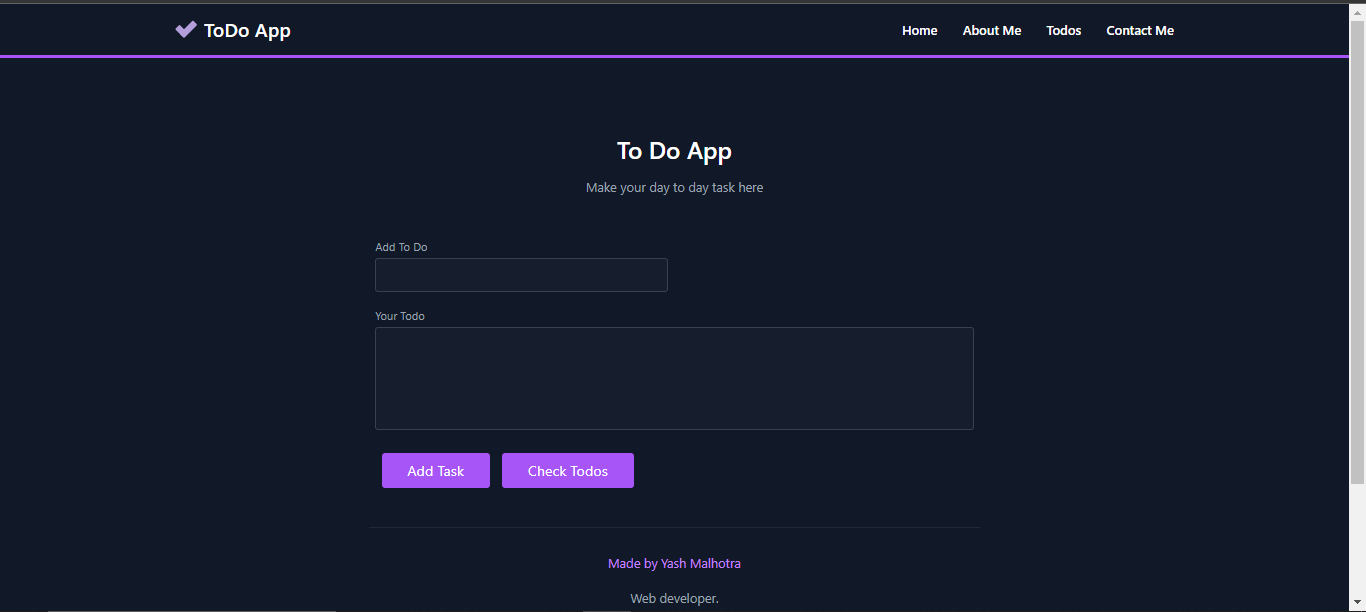 ToDo App
Home About Me Todos Contact Me
To Do App
Make your day to day task here
Add To Do
Your Todo
Add Task Check Todos
Made by Yash Malhotra
Web developer.